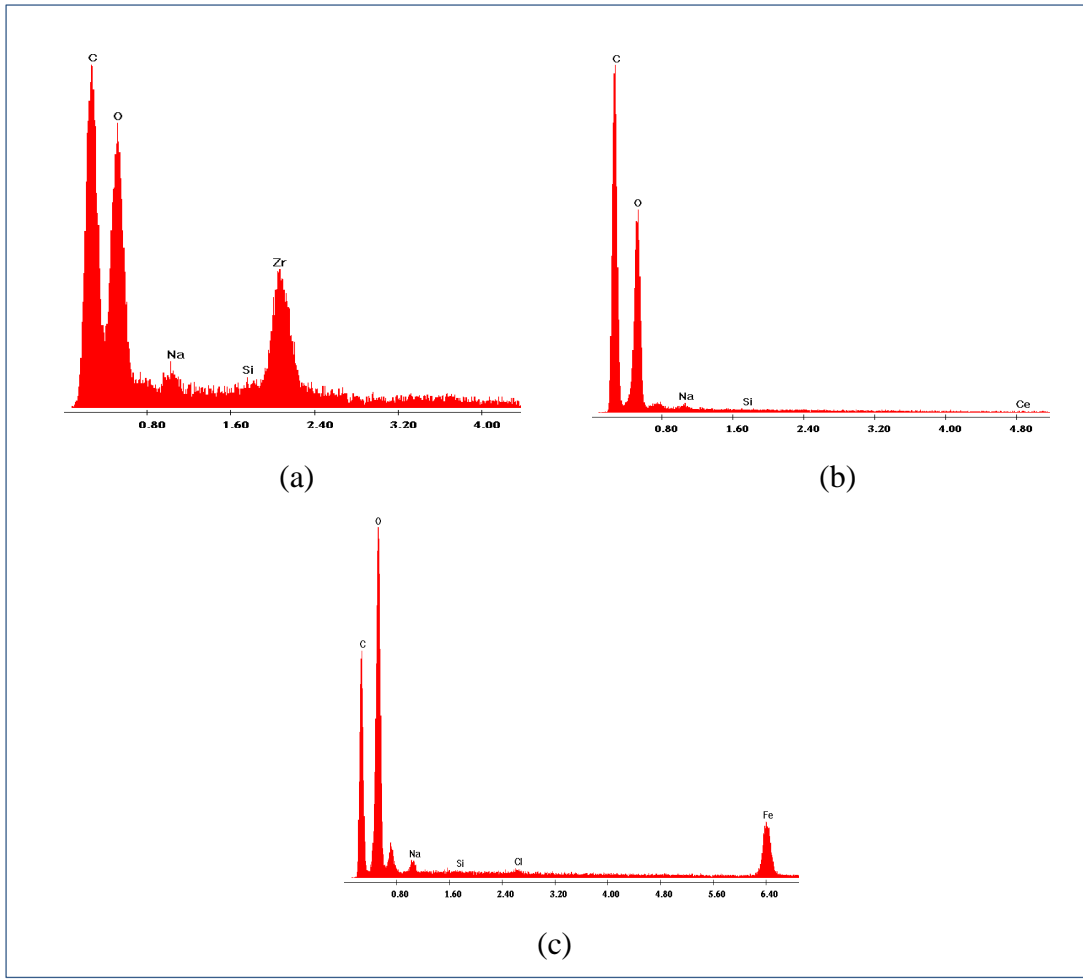 C
O
Zr
Na
Si
0.80 1.60 2.40 3.20 4.00
(a)
C
O
Na
Si
Ce
0.80 1.60 2.40 3.20 4.00 4.80
(b)
O
C
Fe
Na
Si
Cl
0.80 1.60 2.40 3.20 4.00 4.80 5.60 6.40
(c)